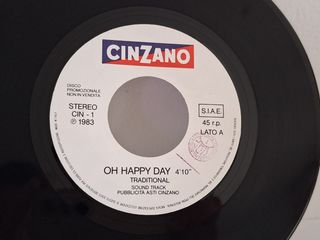 CINZANO
DISCO
PROMOZIONALE
NON IN VENDITA
STEREO
CIN - 1
℗ 1983
S.I.A.E.
45 r.p.
LATO A
OH HAPPY DAY 4'10"
TRADITIONAL
SOUND TRACK
PUBBLICITÀ ASTI CINZANO